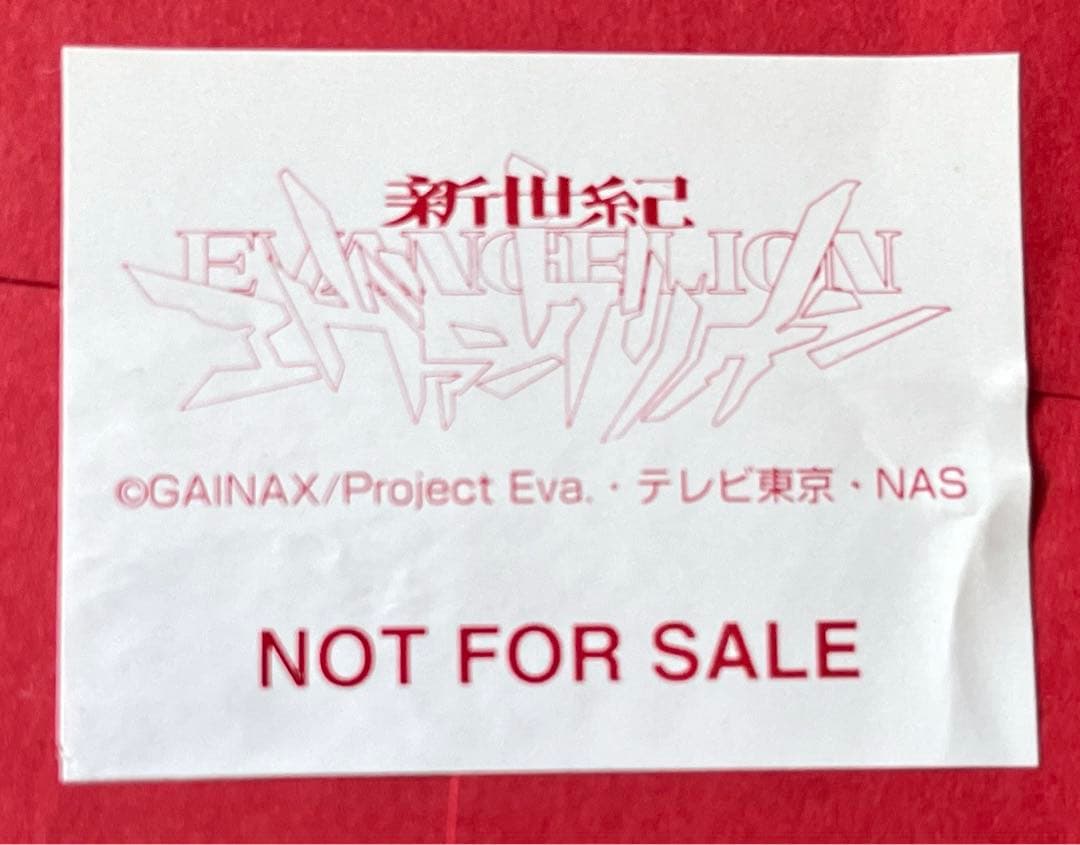 新世紀
EVANGELION
エヴァンゲリオン
©GAINAX/Project Eva.・テレビ東京・NAS
NOT FOR SALE